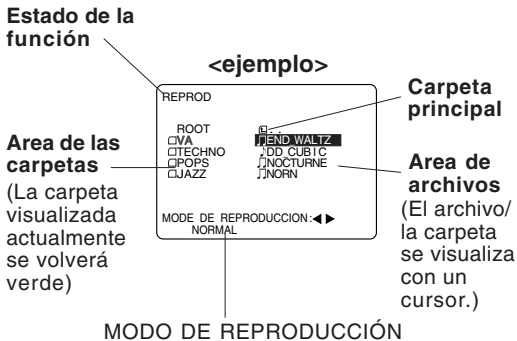 Estado de la
función
<ejemplo>
REPROD
ROOT
VA
TECHNO
POPS
JAZZ
. .
END WALTZ
DD CUBIC
NOCTURNE
NORN
MODE DE REPRODUCCION:◀ ▶
NORMAL
Carpeta
principal
Area de las
carpetas
(La carpeta
visualizada
actualmente
se volverá
verde)
Area de
archivos
(El archivo/
la carpeta
se visualiza
con un
cursor.)
MODO DE REPRODUCCIÓN